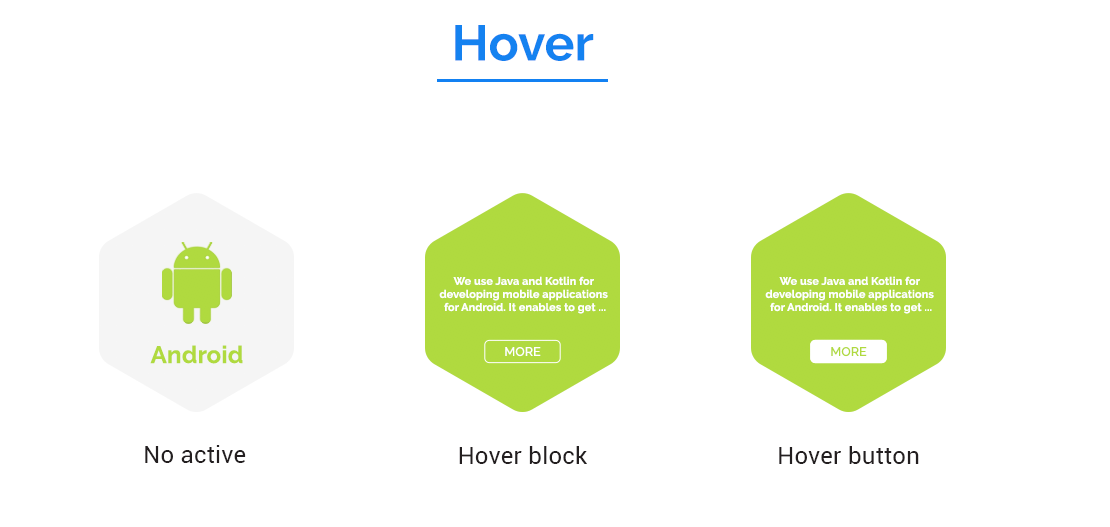 Hover
Android
No active
We use Java and Kotlin for
developing mobile applications
for Android. It enables to get ...
MORE
Hover block
We use Java and Kotlin for
developing mobile applications
for Android. It enables to get ...
MORE
Hover button